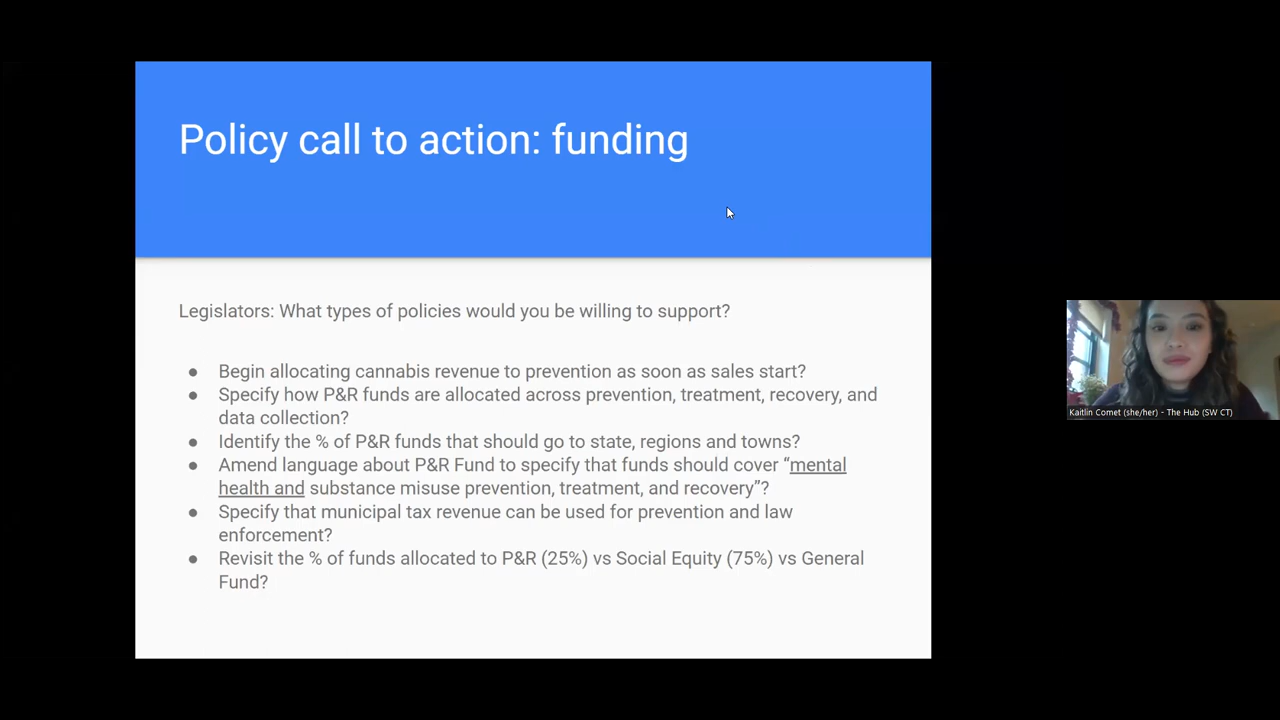 Policy call to action: funding
Legislators: What types of policies would you be willing to support?
● Begin allocating cannabis revenue to prevention as soon as sales start?
● Specify how P&R funds are allocated across prevention, treatment, recovery, and
data collection?
● Identify the % of P&R funds that should go to state, regions and towns?
● Amend language about P&R Fund to specify that funds should cover “mental
health and substance misuse prevention, treatment, and recovery”?
● Specify that municipal tax revenue can be used for prevention and law
enforcement?
● Revisit the % of funds allocated to P&R (25%) vs Social Equity (75%) vs General
Fund?
Kaitlin Comet (she/her) - The Hub (SW CT)